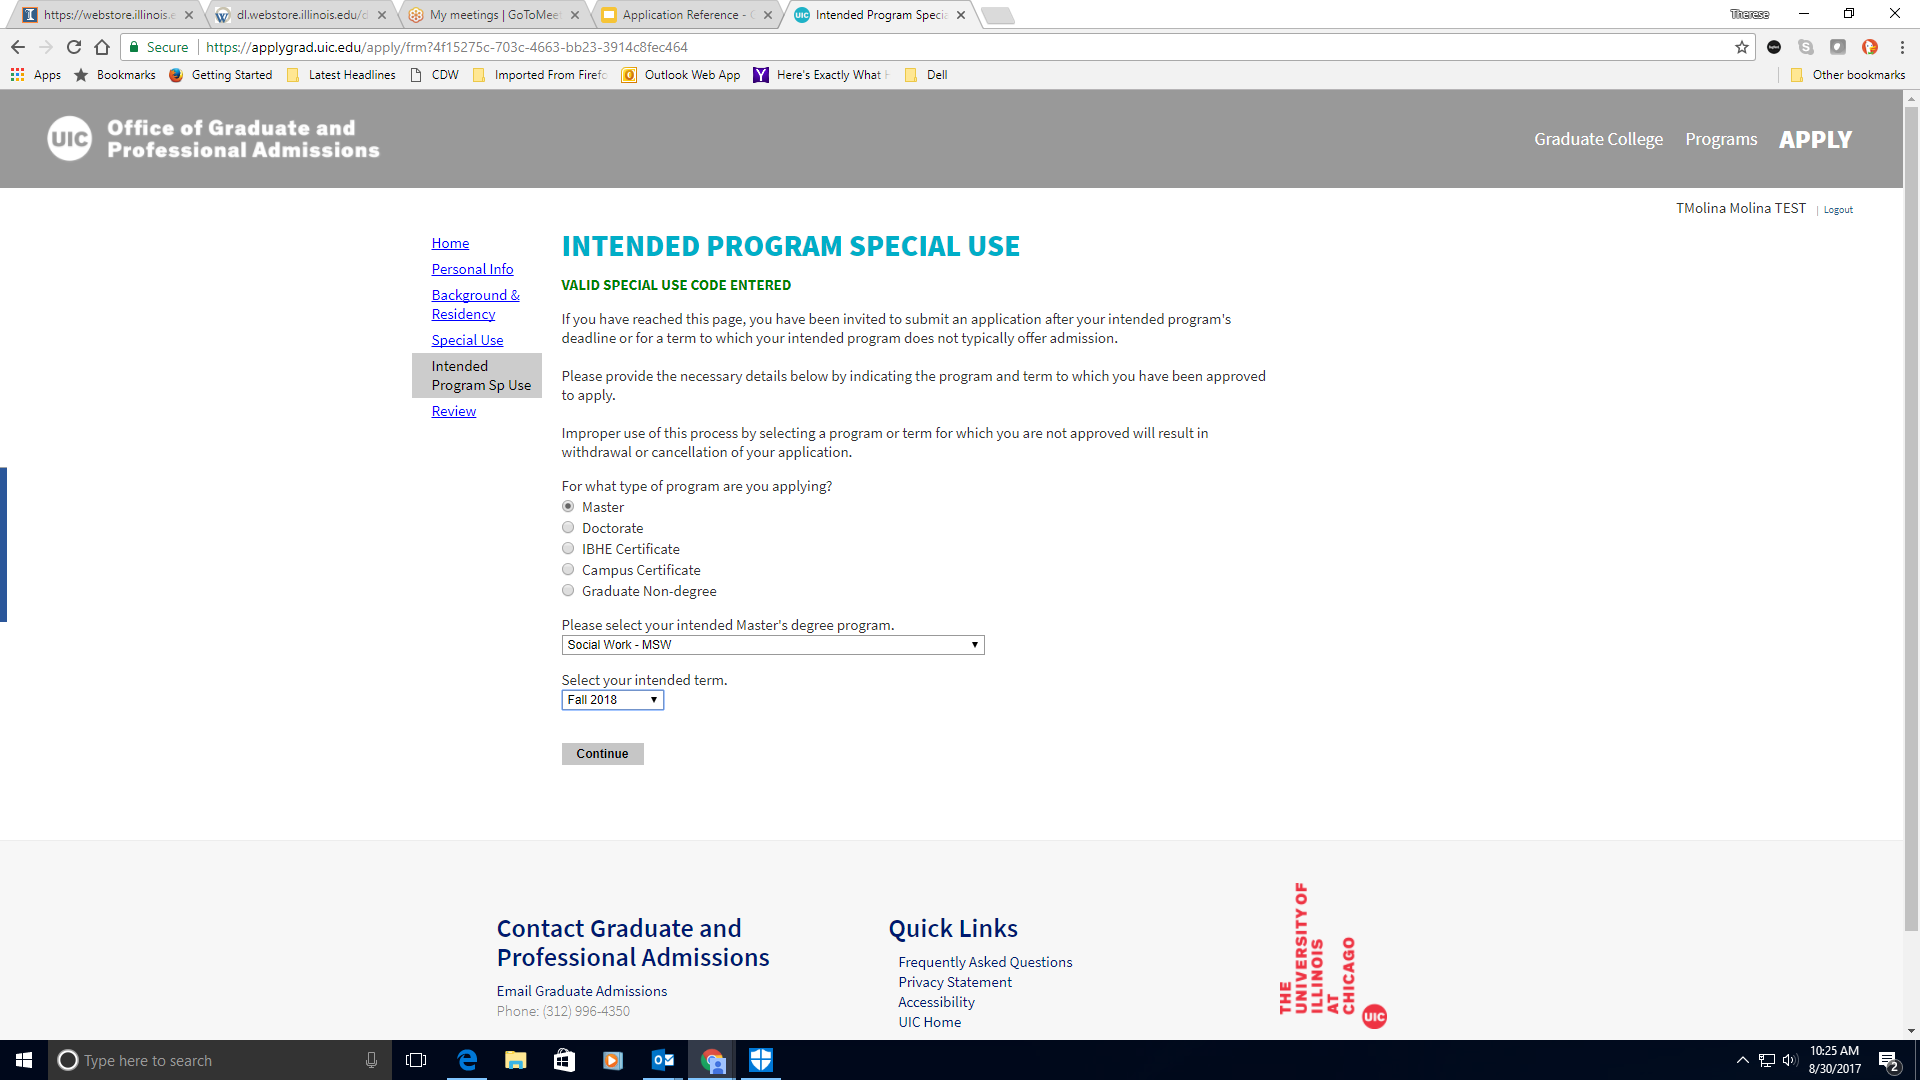 https://webstore.illinois.e
dl.webstore.illinois.edu/d
My meetings | GoToMeet
Application Reference -
Intended Program Specia
Therese
Secure
https://applygrad.uic.edu/apply/frm?4f15275c-703c-4663-bb23-3914c8fec464
Apps
Bookmarks
Getting Started
Latest Headlines
CDW
Imported From Firefo
Outlook Web App
Here's Exactly What H
Dell
Other bookmarks
UIC
Office of Graduate and
Professional Admissions
Graduate College
Programs
APPLY
TMolina Molina TEST | Logout
Home
Personal Info
Background &
Residency
Special Use
Intended
Program Sp Use
Review
INTENDED PROGRAM SPECIAL USE
VALID SPECIAL USE CODE ENTERED
If you have reached this page, you have been invited to submit an application after your intended program's
deadline or for a term to which your intended program does not typically offer admission.
Please provide the necessary details below by indicating the program and term to which you have been approved
to apply.
Improper use of this process by selecting a program or term for which you are not approved will result in
withdrawal or cancellation of your application.
For what type of program are you applying?
Master
Doctorate
IBHE Certificate
Campus Certificate
Graduate Non-degree
Please select your intended Master's degree program.
Social Work - MSW
Select your intended term.
Fall 2018
Continue
Contact Graduate and
Professional Admissions
Email Graduate Admissions
Phone: (312) 996-4350
Quick Links
Frequently Asked Questions
Privacy Statement
Accessibility
UIC Home
THE
UNIVERSITY OF
ILLINOIS
AT
CHICAGO
UIC
Type here to search
10:25 AM
8/30/2017
2